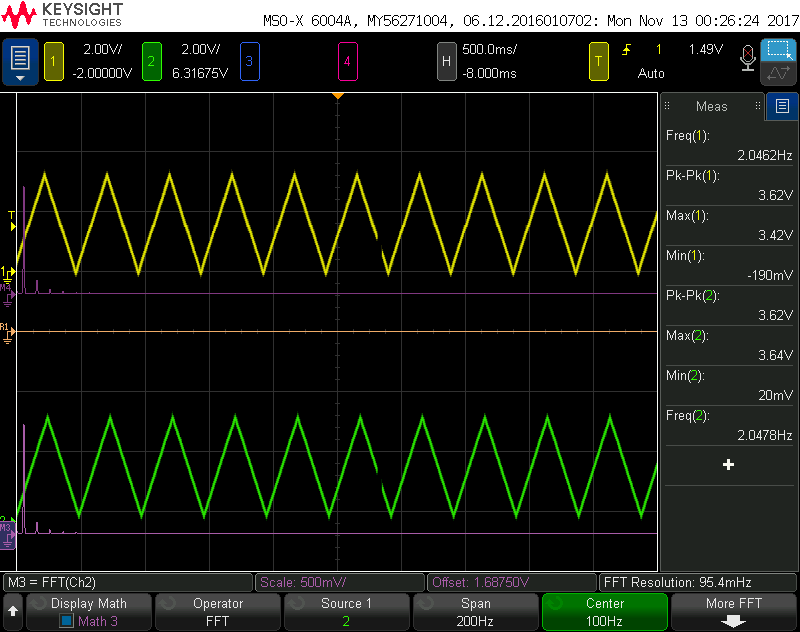 KEYSIGHT
TECHNOLOGIES
MSO-X 6004A, MY56271004, 06.12.2016010702: Mon Nov 13 00:26:24 2017
1 2.00V/ 2 2.00V/ 3 4 H 500.0ms/ T 1 1.49V
-2.00000V 6.31675V -8.000ms Auto
Meas
Freq(1):
2.0462Hz
Pk-Pk(1):
3.62V
Max(1):
3.42V
Min(1):
-190mV
Pk-Pk(2):
3.62V
Max(2):
3.64V
Min(2):
20mV
Freq(2):
2.0478Hz
T
1
M4
R1
2
M3
M3 = FFT(Ch2) Scale: 500mV/ Offset: 1.68750V FFT Resolution: 95.4mHz
Display Math Operator Source 1 Span Center More FFT
Math 3 FFT 2 200Hz 100Hz